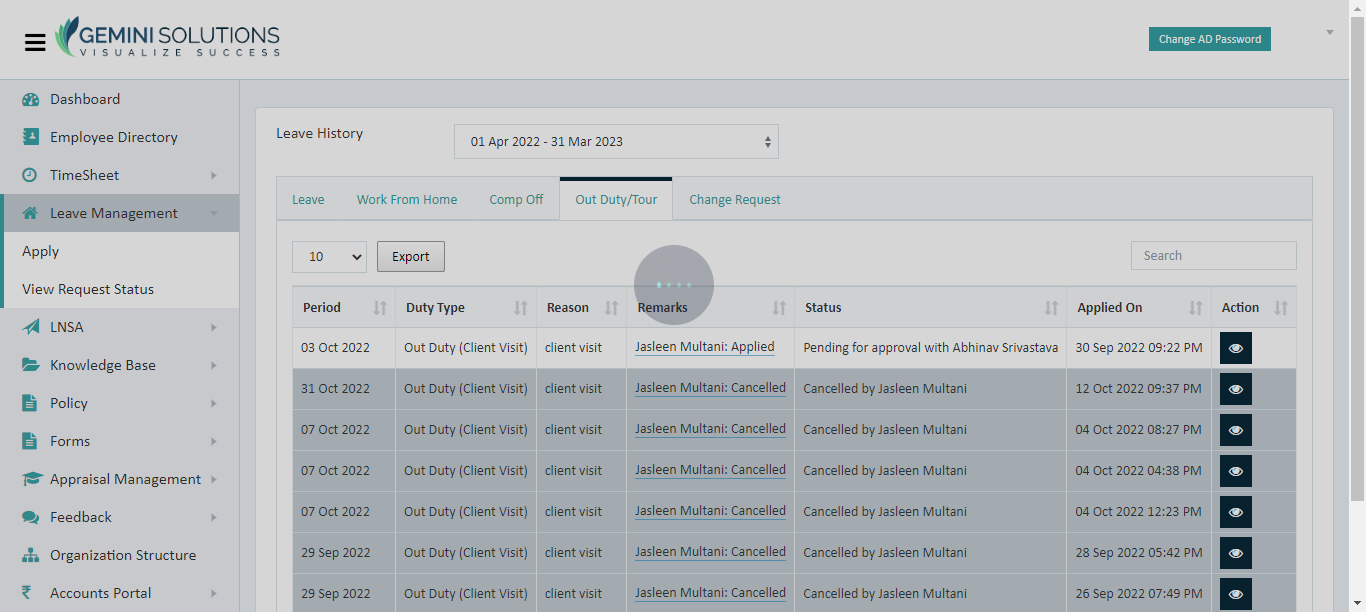 GEMINI SOLUTIONS
VISUALIZE SUCCESS
Change AD Password
Dashboard
Employee Directory
TimeSheet
Leave Management
Apply
View Request Status
LNSA
Knowledge Base
Policy
Forms
Appraisal Management
Feedback
Organization Structure
Accounts Portal
Leave History
01 Apr 2022 - 31 Mar 2023
Leave Work From Home Comp Off Out Duty/Tour Change Request
10 Export Search
Period Duty Type Reason Remarks Status Applied On Action
03 Oct 2022 Out Duty (Client Visit) client visit Jasleen Multani: Applied Pending for approval with Abhinav Srivastava 30 Sep 2022 09:22 PM
31 Oct 2022 Out Duty (Client Visit) client visit Jasleen Multani: Cancelled Cancelled by Jasleen Multani 12 Oct 2022 09:37 PM
07 Oct 2022 Out Duty (Client Visit) client visit Jasleen Multani: Cancelled Cancelled by Jasleen Multani 04 Oct 2022 08:27 PM
07 Oct 2022 Out Duty (Client Visit) client visit Jasleen Multani: Cancelled Cancelled by Jasleen Multani 04 Oct 2022 04:38 PM
07 Oct 2022 Out Duty (Client Visit) client visit Jasleen Multani: Cancelled Cancelled by Jasleen Multani 04 Oct 2022 12:23 PM
29 Sep 2022 Out Duty (Client Visit) client visit Jasleen Multani: Cancelled Cancelled by Jasleen Multani 28 Sep 2022 05:42 PM
29 Sep 2022 Out Duty (Client Visit) client visit Jasleen Multani: Cancelled Cancelled by Jasleen Multani 26 Sep 2022 07:49 PM